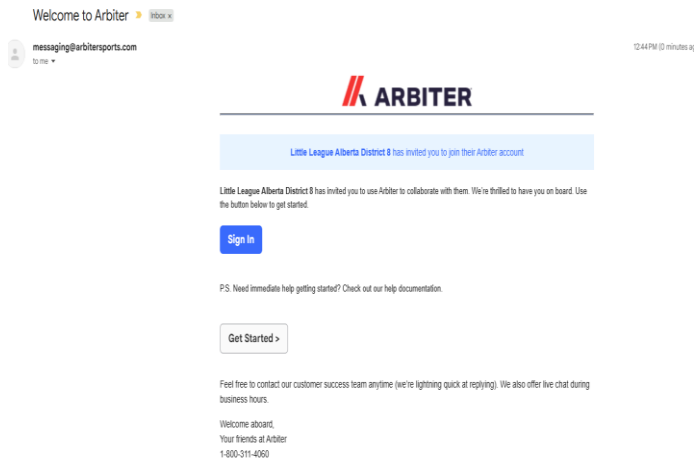 Welcome to Arbiter Inbox x
messaging@arbitersports.com
12:44 PM (0 minutes ag
to me
ARBITER
Little League Alberta District 8 has invited you to join their Arbiter account
Little League Alberta District 8 has invited you to use Arbiter to collaborate with them. We're thrilled to have you on board. Use
the button below to get started.
Sign In
P.S. Need immediate help getting started? Check out our help documentation.
Get Started >
Feel free to contact our customer success team anytime (we're lightning quick at replying). We also offer live chat during
business hours.
Welcome aboard,
Your friends at Arbiter
1-800-311-4060